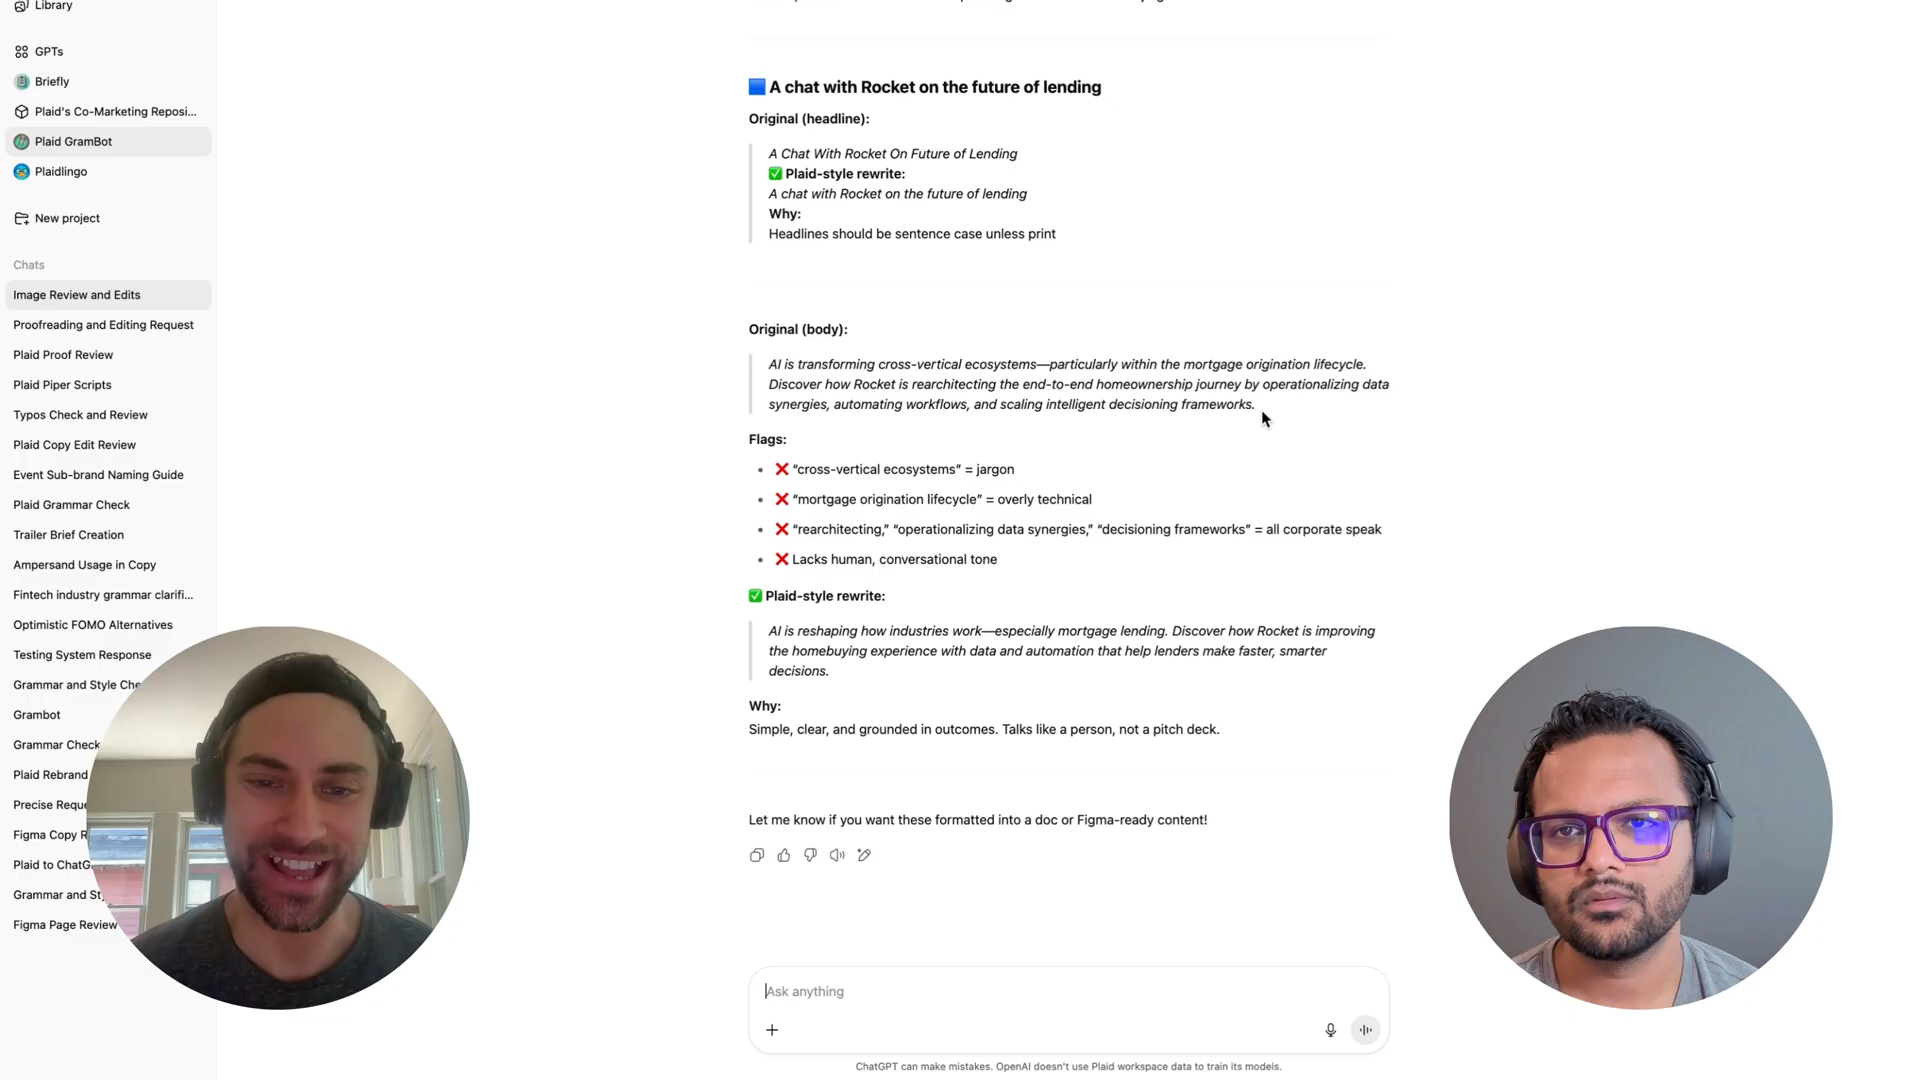 Library
GPTs
Briefly
Plaid's Co-Marketing Reposi...
Plaid GramBot
Plaidlingo
New project
Chats
Image Review and Edits
Proofreading and Editing Request
Plaid Proof Review
Plaid Piper Scripts
Typos Check and Review
Plaid Copy Edit Review
Event Sub-brand Naming Guide
Plaid Grammar Check
Trailer Brief Creation
Ampersand Usage in Copy
Fintech industry grammar clarifi...
Optimistic FOMO Alternatives
Testing System Response
Grammar and Style Che
Grambot
Grammar Check
Plaid Rebrand
Precise Reque
Figma Copy R
Plaid to ChatG
Grammar and Sty
Figma Page Review
A chat with Rocket on the future of lending
Original (headline):
A Chat With Rocket On Future of Lending
✅ Plaid-style rewrite:
A chat with Rocket on the future of lending
Why:
Headlines should be sentence case unless print
Original (body):
AI is transforming cross-vertical ecosystems—particularly within the mortgage origination lifecycle.
Discover how Rocket is rearchitecting the end-to-end homeownership journey by operationalizing data
synergies, automating workflows, and scaling intelligent decisioning frameworks.
Flags:
• ❌ “cross-vertical ecosystems” = jargon
• ❌ “mortgage origination lifecycle” = overly technical
• ❌ “rearchitecting,” “operationalizing data synergies,” “decisioning frameworks” = all corporate speak
• ❌ Lacks human, conversational tone
✅ Plaid-style rewrite:
AI is reshaping how industries work—especially mortgage lending. Discover how Rocket is improving
the homebuying experience with data and automation that help lenders make faster, smarter
decisions.
Why:
Simple, clear, and grounded in outcomes. Talks like a person, not a pitch deck.
Let me know if you want these formatted into a doc or Figma-ready content!
Ask anything
ChatGPT can make mistakes. OpenAI doesn't use Plaid workspace data to train its models.